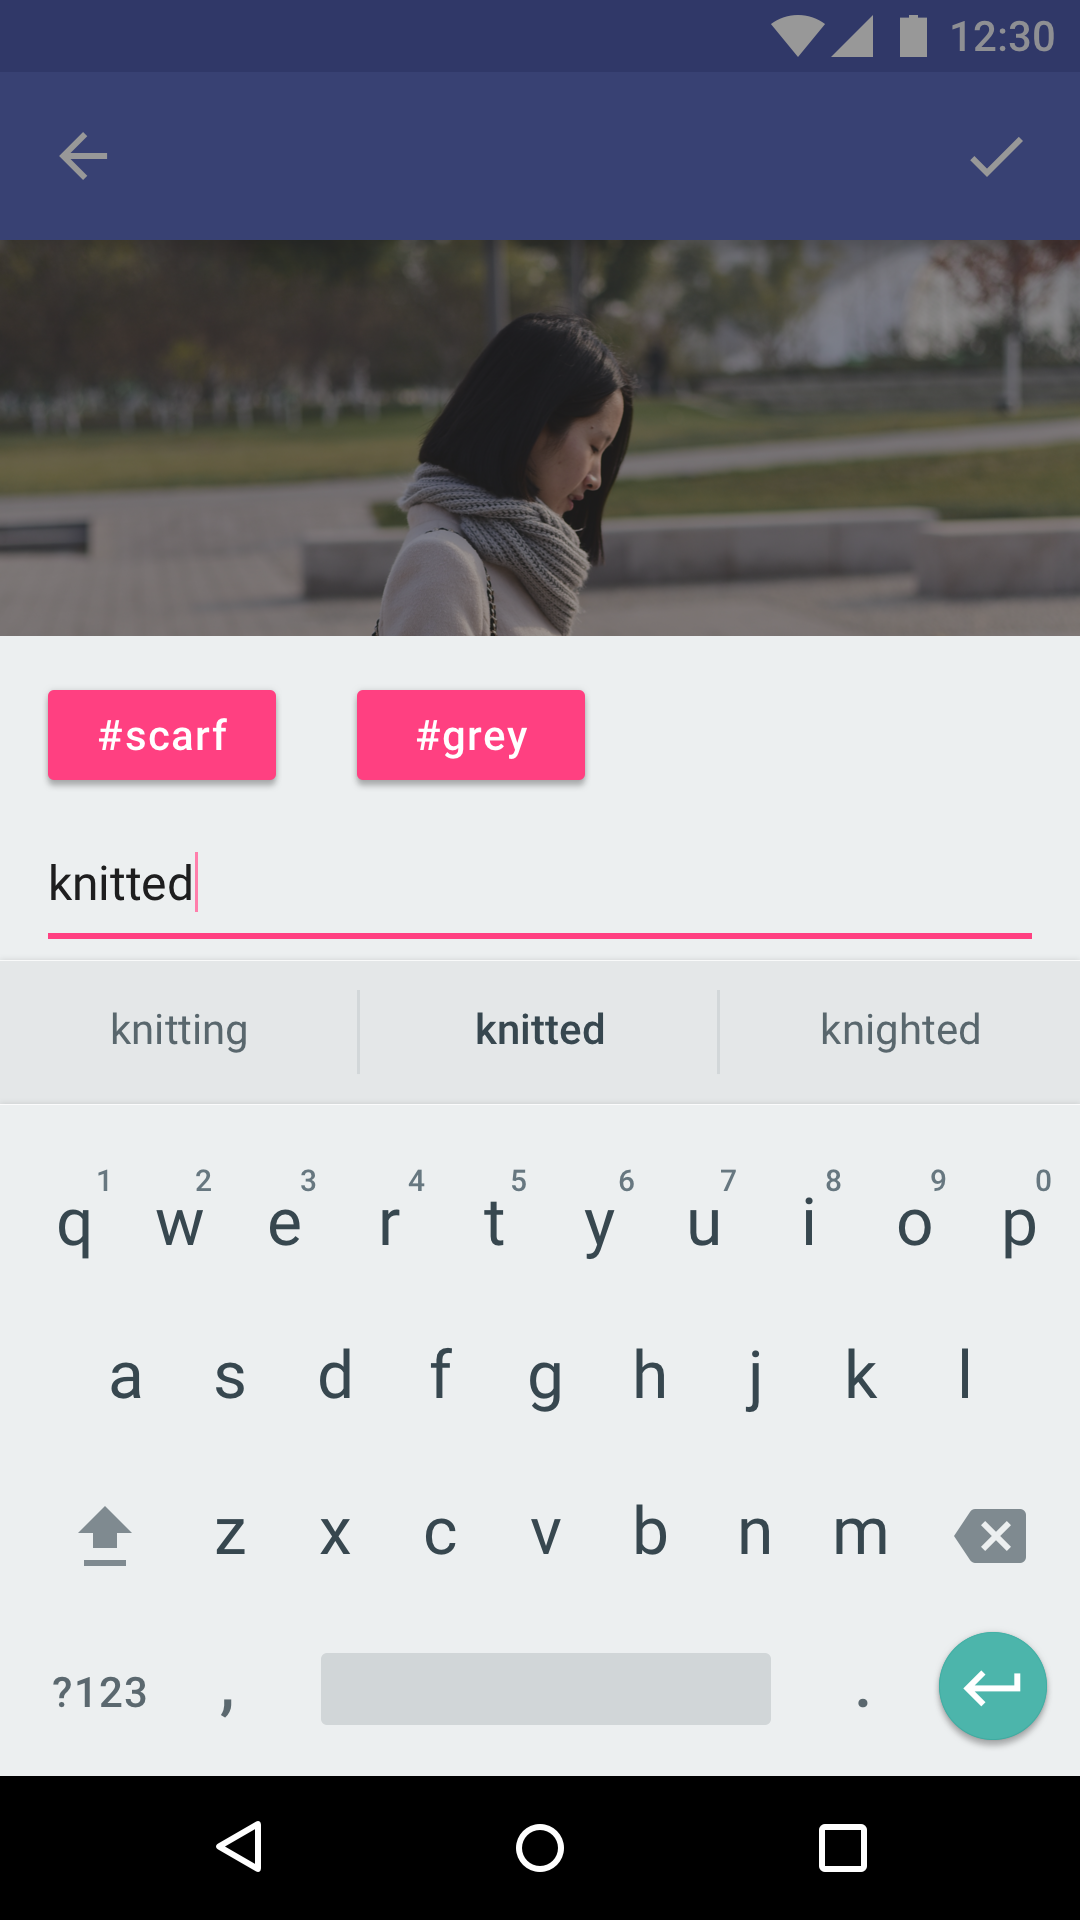 12:30
#scarf #grey
knitted
knitting knitted knighted
1 2 3 4 5 6 7 8 9 0
q w e r t y u i o p
a s d f g h j k l
z x c v b n m
?123 , .